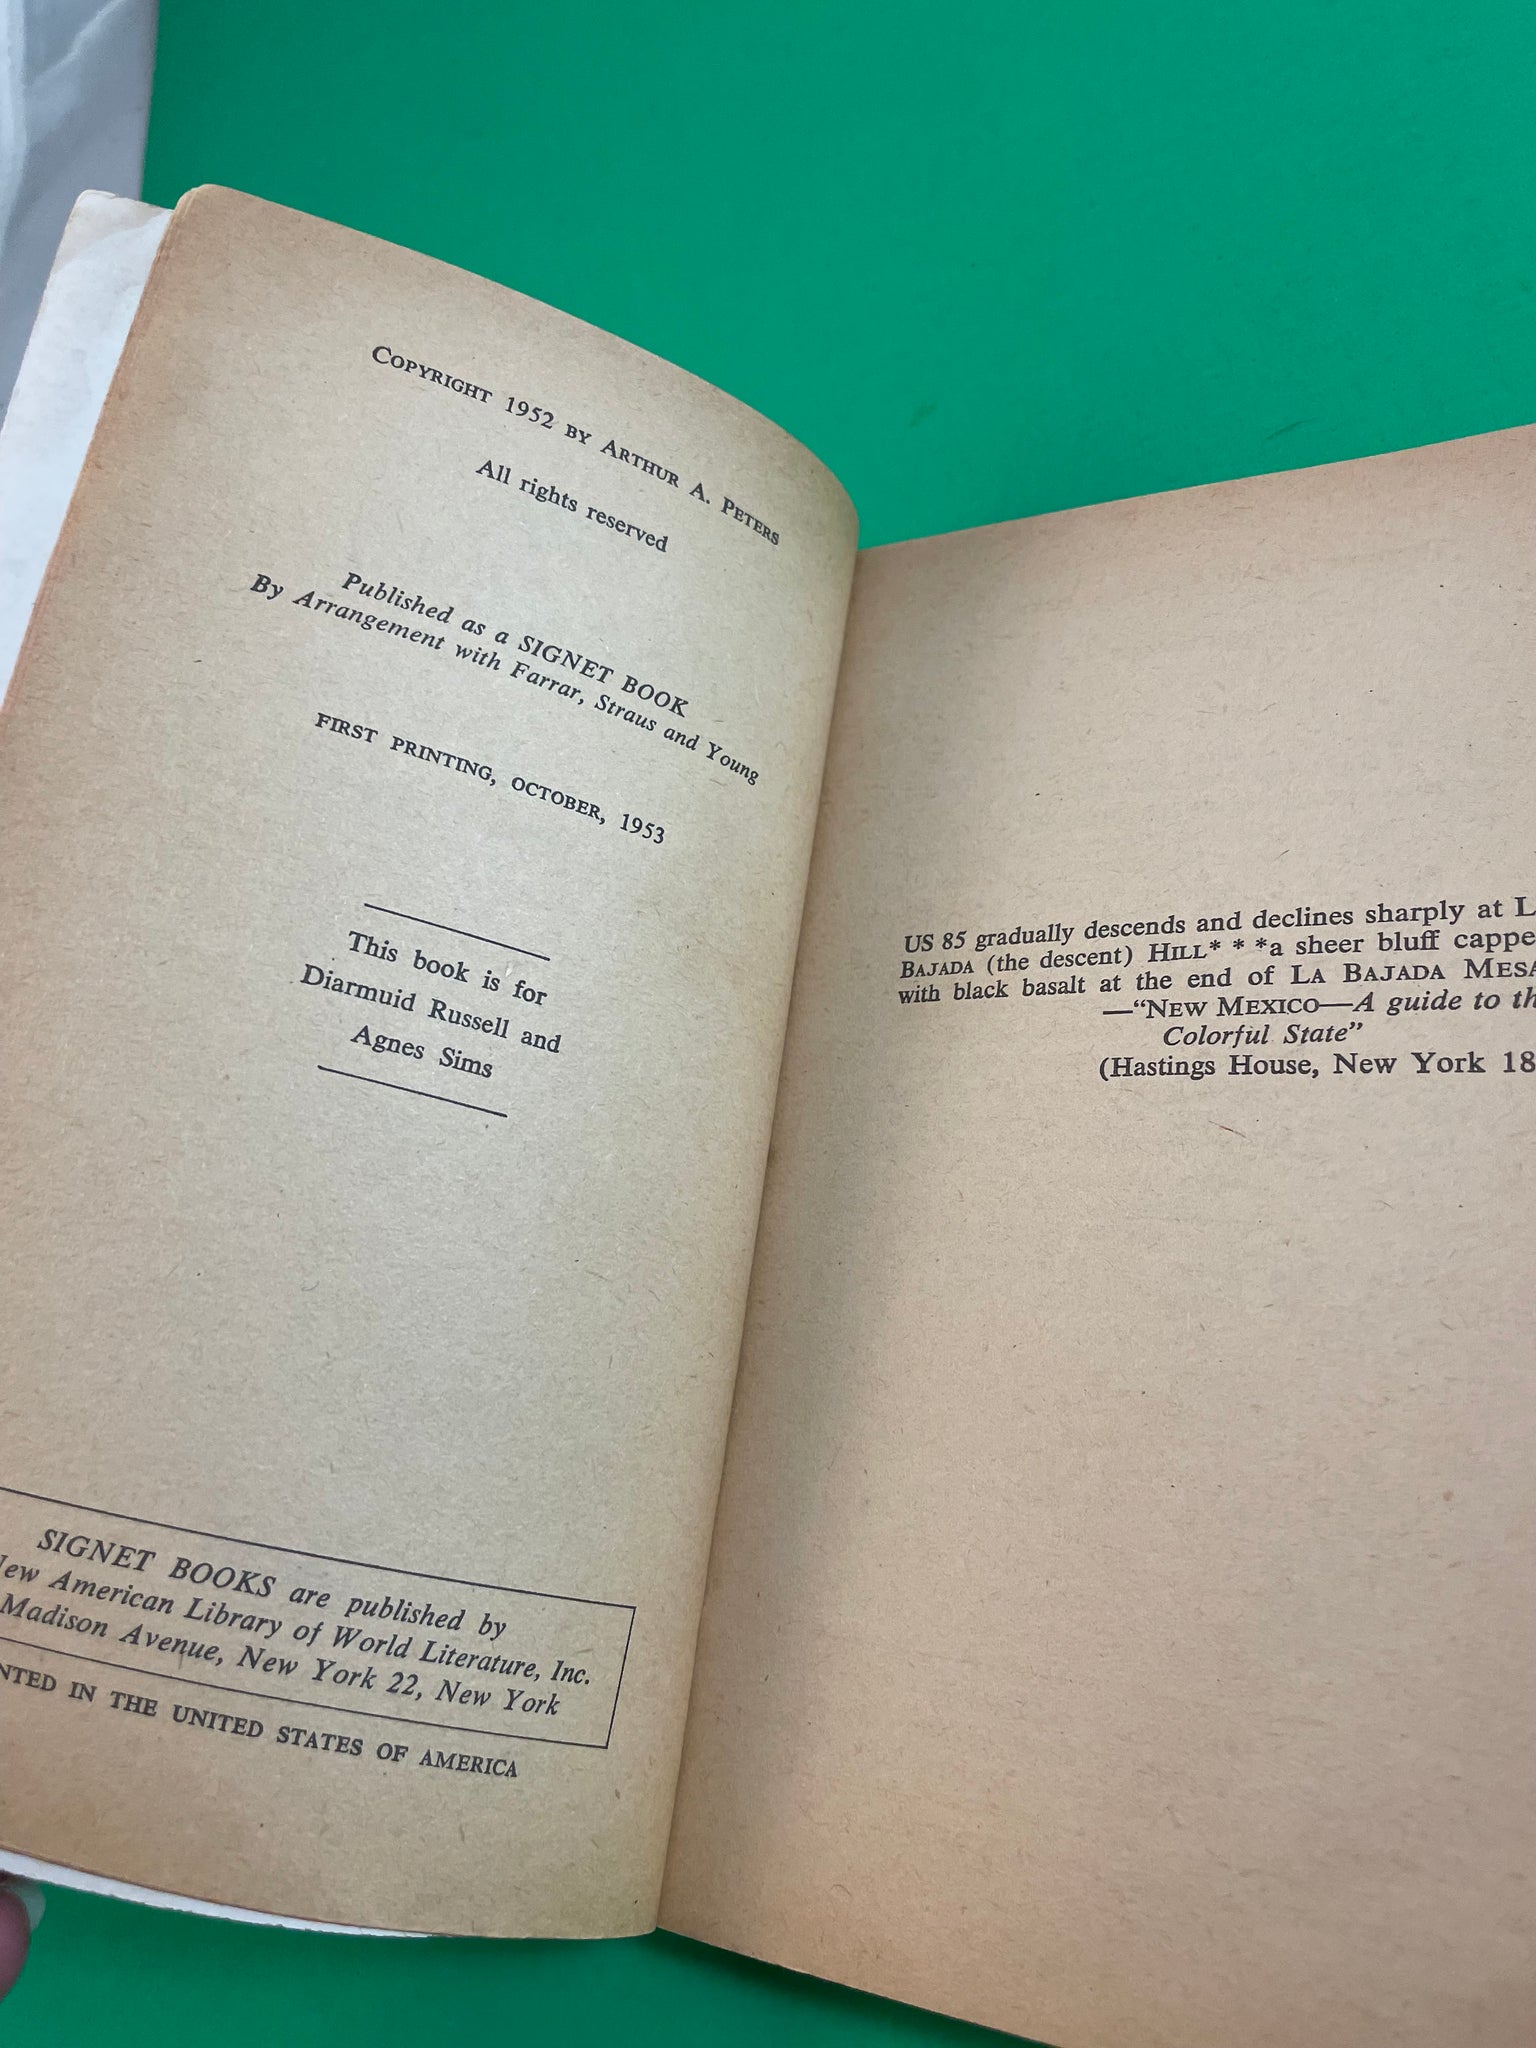 COPYRIGHT 1952 BY ARTHUR A. PETERS
All rights reserved
Published as a SIGNET BOOK
By Arrangement with Farrar, Straus and Young
FIRST PRINTING, OCTOBER, 1953
This book is for
Diarmuid Russell and
Agnes Sims
SIGNET BOOKS are published by
New American Library of World Literature, Inc.
Madison Avenue, New York 22, New York
NTED IN THE UNITED STATES OF AMERICA
US 85 gradually descends and declines sharply at L
BAJADA (the descent) HILL* * *a sheer bluff cappe
with black basalt at the end of LA BAJADA MESA
—"NEW MEXICO—A guide to th
Colorful State"
(Hastings House, New York 18